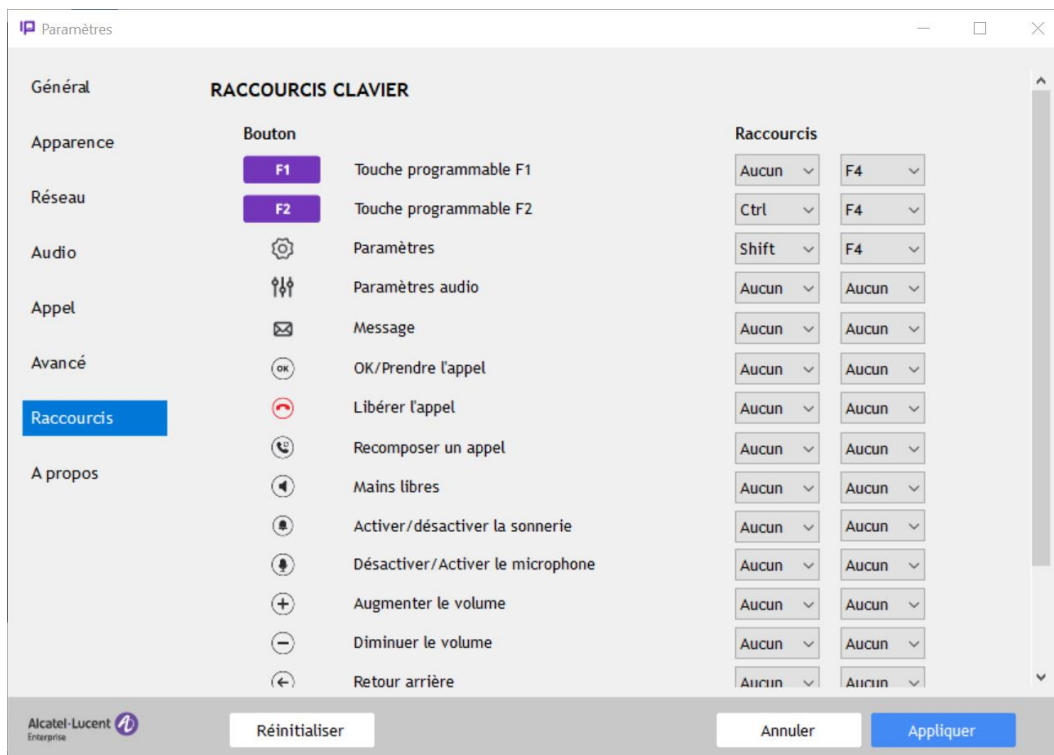 Paramètres
Général
Apparence
Réseau
Audio
Appel
Avancé
Raccourcis
A propos
RACCOURCIS CLAVIER
Bouton Raccourcis
F1 Touche programmable F1 Aucun F4
F2 Touche programmable F2 Ctrl F4
Paramètres Shift F4
Paramètres audio Aucun Aucun
Message Aucun Aucun
OK OK/Prendre l'appel Aucun Aucun
Libérer l'appel Aucun Aucun
Recomposer un appel Aucun Aucun
Mains libres Aucun Aucun
Activer/désactiver la sonnerie Aucun Aucun
Désactiver/Activer le microphone Aucun Aucun
Augmenter le volume Aucun Aucun
Diminuer le volume Aucun Aucun
Retour arrière Aucun Aucun
Alcatel·Lucent
Enterprise
Réinitialiser Annuler Appliquer